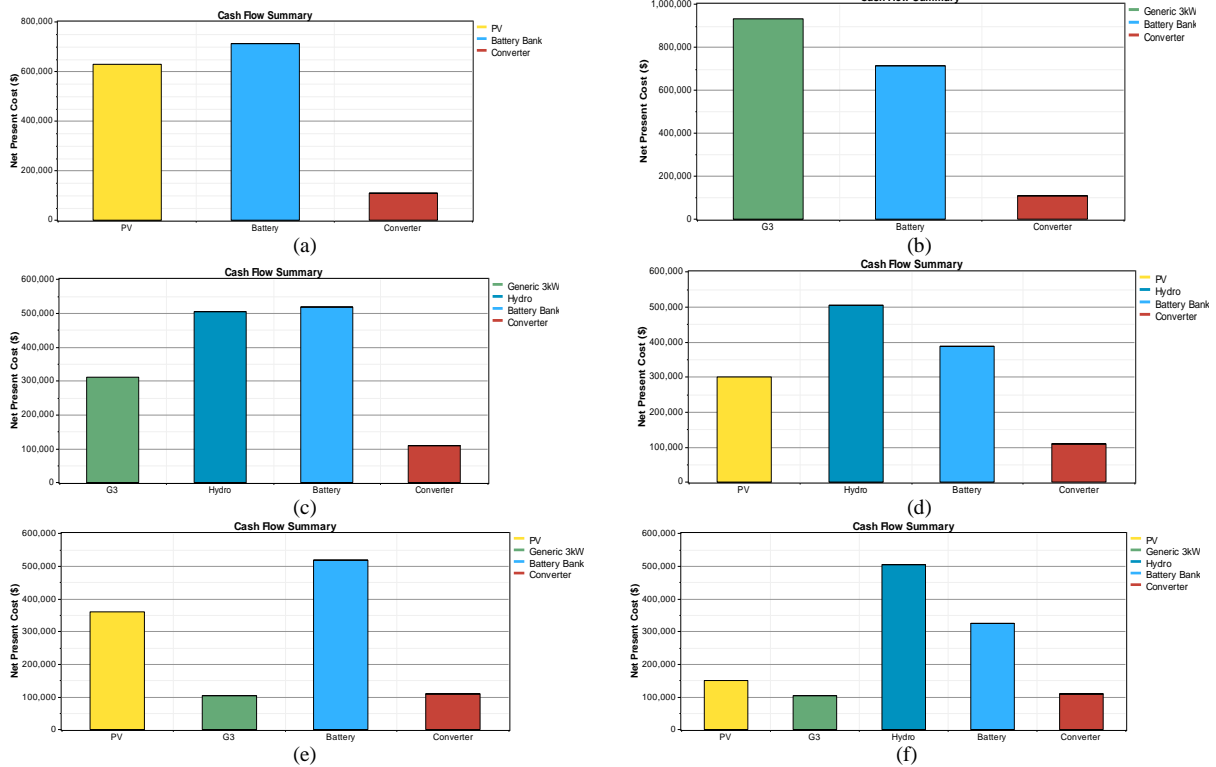 Cash Flow Summary
Net Present Cost ($)
800,000
600,000
400,000
200,000
0
PV
Battery
Converter
PV
Battery Bank
Converter
(a)
Cash Flow Summary
Net Present Cost ($)
1,000,000
800,000
600,000
400,000
200,000
0
G3
Battery
Converter
Generic 3kW
Battery Bank
Converter
(b)
Cash Flow Summary
Net Present Cost ($)
600,000
500,000
400,000
300,000
200,000
100,000
0
G3
Hydro
Battery
Converter
Generic 3kW
Hydro
Battery Bank
Converter
(c)
Cash Flow Summary
Net Present Cost ($)
600,000
500,000
400,000
300,000
200,000
100,000
0
PV
Hydro
Battery
Converter
PV
Hydro
Battery Bank
Converter
(d)
Cash Flow Summary
Net Present Cost ($)
600,000
500,000
400,000
300,000
200,000
100,000
0
PV
G3
Battery
Converter
PV
Generic 3kW
Battery Bank
Converter
(e)
Cash Flow Summary
Net Present Cost ($)
600,000
500,000
400,000
300,000
200,000
100,000
0
PV
G3
Hydro
Battery
Converter
PV
Generic 3kW
Hydro
Battery Bank
Converter
(f)